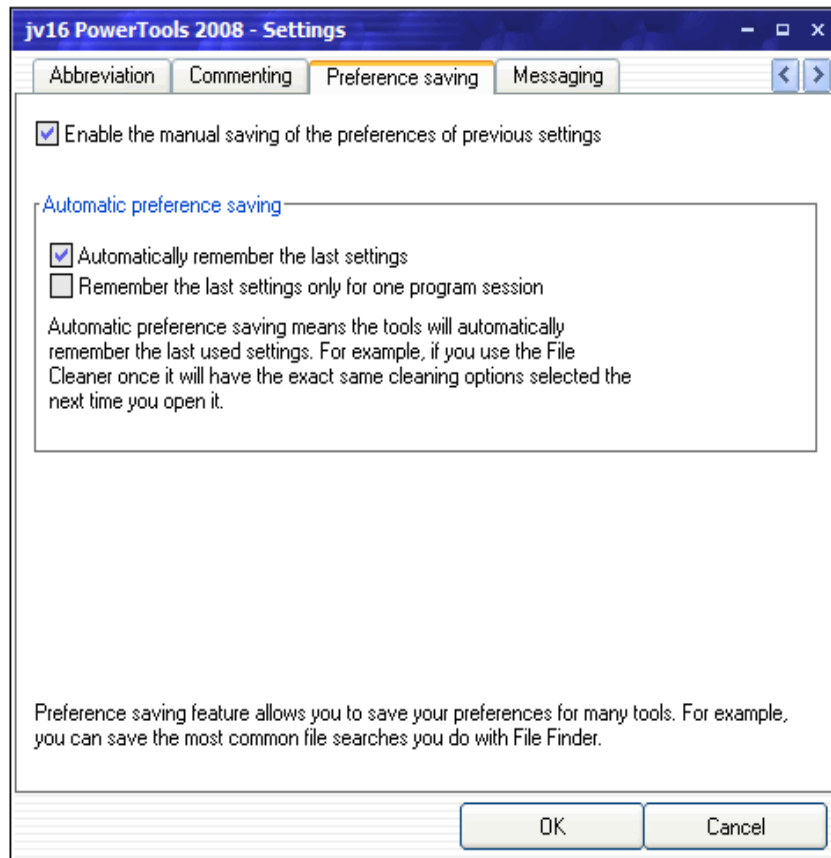 jv16 PowerTools 2008 - Settings
Abbreviation Commenting Preference saving Messaging
Enable the manual saving of the preferences of previous settings
Automatic preference saving
Automatically remember the last settings
Remember the last settings only for one program session
Automatic preference saving means the tools will automatically
remember the last used settings. For example, if you use the File
Cleaner once it will have the exact same cleaning options selected the
next time you open it.
Preference saving feature allows you to save your preferences for many tools. For example,
you can save the most common file searches you do with File Finder.
OK Cancel